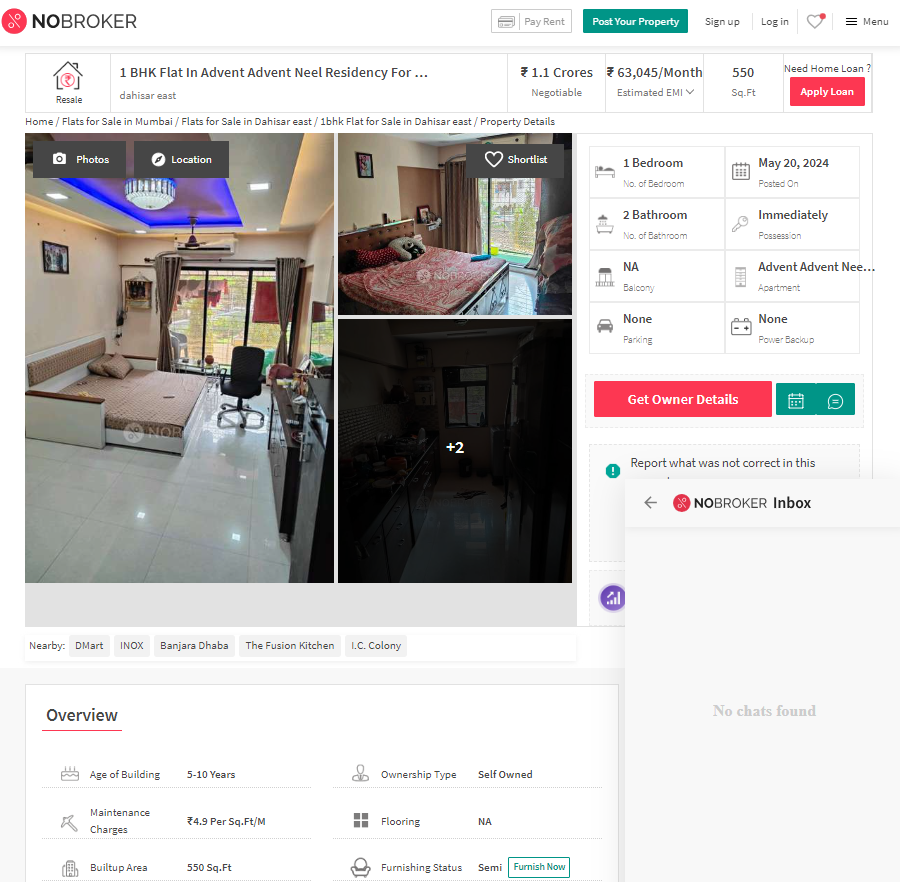 NOBROKER
Pay Rent
Post Your Property
Sign up
Log in
Menu
Resale
1 BHK Flat In Advent Advent Neel Residency For ...
dahisar east
₹ 1.1 Crores
Negotiable
₹ 63,045/Month
Estimated EMI
550
Sq.Ft
Need Home Loan ?
Apply Loan
Home / Flats for Sale in Mumbai / Flats for Sale in Dahisar east / 1bhk Flat for Sale in Dahisar east / Property Details
Photos
Location
Shortlist
+2
1 Bedroom
No. of Bedroom
May 20, 2024
Posted On
2 Bathroom
No. of Bathroom
Immediately
Possession
NA
Balcony
Advent Advent Nee...
Apartment
None
Parking
None
Power Backup
Get Owner Details
Report what was not correct in this
NOBROKER Inbox
No chats found
Nearby:
DMart
INOX
Banjara Dhaba
The Fusion Kitchen
I.C. Colony
Overview
Age of Building
5-10 Years
Ownership Type
Self Owned
Maintenance
Charges
₹4.9 Per Sq.Ft/M
Flooring
NA
Builtup Area
550 Sq.Ft
Furnishing Status
Semi
Furnish Now